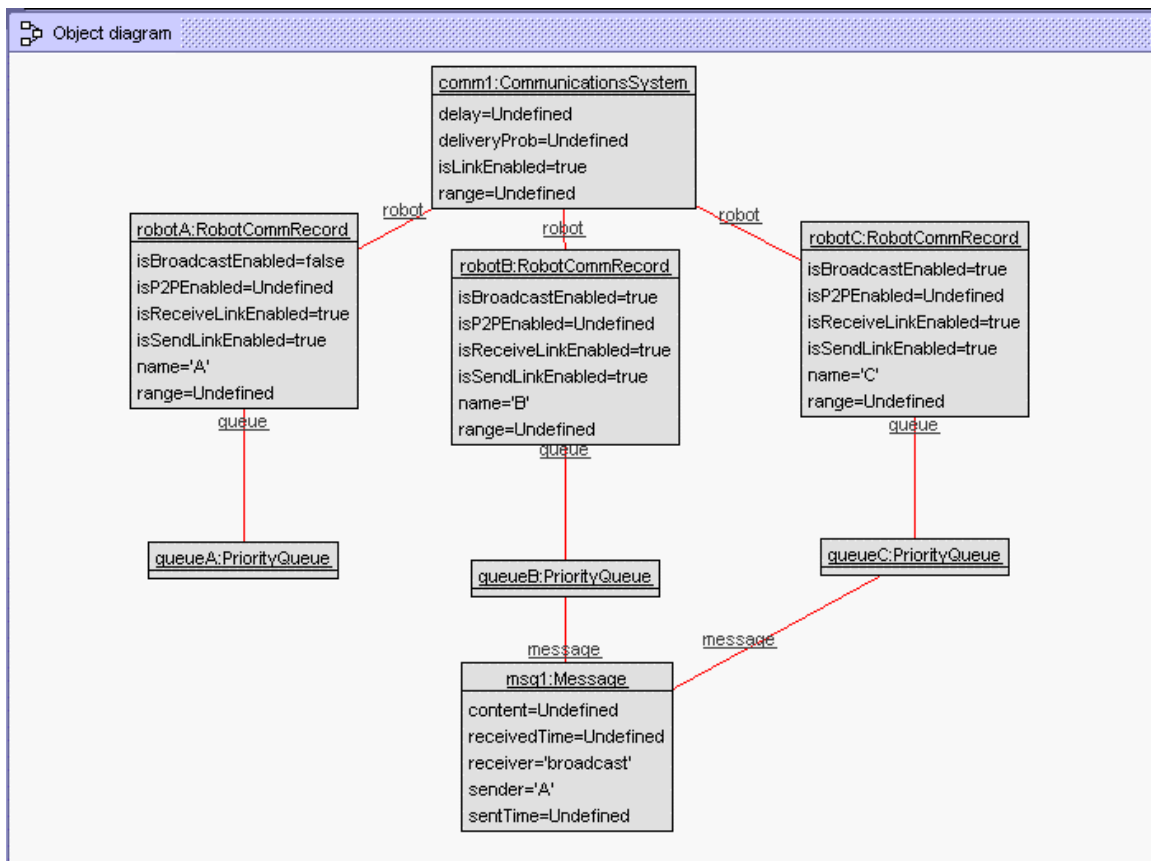 Object diagram
comm1:CommunicationsSystem
delay=Undefined
deliveryProb=Undefined
isLinkEnabled=true
range=Undefined
robot
robot
robot
robotA:RobotCommRecord
isBroadcastEnabled=false
isP2PEnabled=Undefined
isReceiveLinkEnabled=true
isSendLinkEnabled=true
name='A'
range=Undefined
queue
robotB:RobotCommRecord
isBroadcastEnabled=true
isP2PEnabled=Undefined
isReceiveLinkEnabled=true
isSendLinkEnabled=true
name='B'
range=Undefined
queue
robotC:RobotCommRecord
isBroadcastEnabled=true
isP2PEnabled=Undefined
isReceiveLinkEnabled=true
isSendLinkEnabled=true
name='C'
range=Undefined
queue
queueA:PriorityQueue
queueB:PriorityQueue
queueC:PriorityQueue
message
message
msg1:Message
content=Undefined
receivedTime=Undefined
receiver='broadcast'
sender='A'
sentTime=Undefined